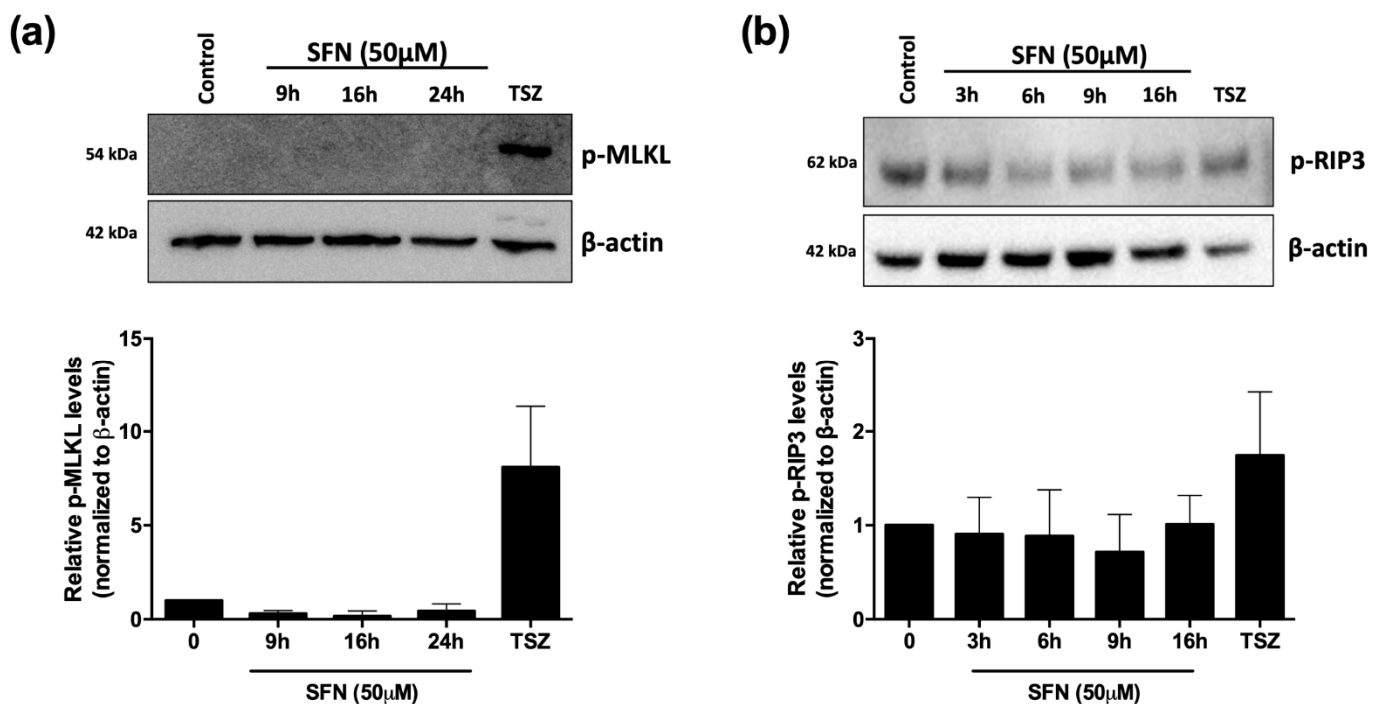 (a)
SFN (50μM)
Control 9h 16h 24h TSZ
54 kDa p-MLKL
42 kDa β-actin
Relative p-MLKL levels
(normalized to β-actin)
15
10
5
0
0 9h 16h 24h TSZ
SFN (50μM)
(b)
SFN (50μM)
Control 3h 6h 9h 16h TSZ
62 kDa p-RIP3
42 kDa β-actin
Relative p-RIP3 levels
(normalized to β-actin)
3
2
1
0
0 3h 6h 9h 16h TSZ
SFN (50μM)